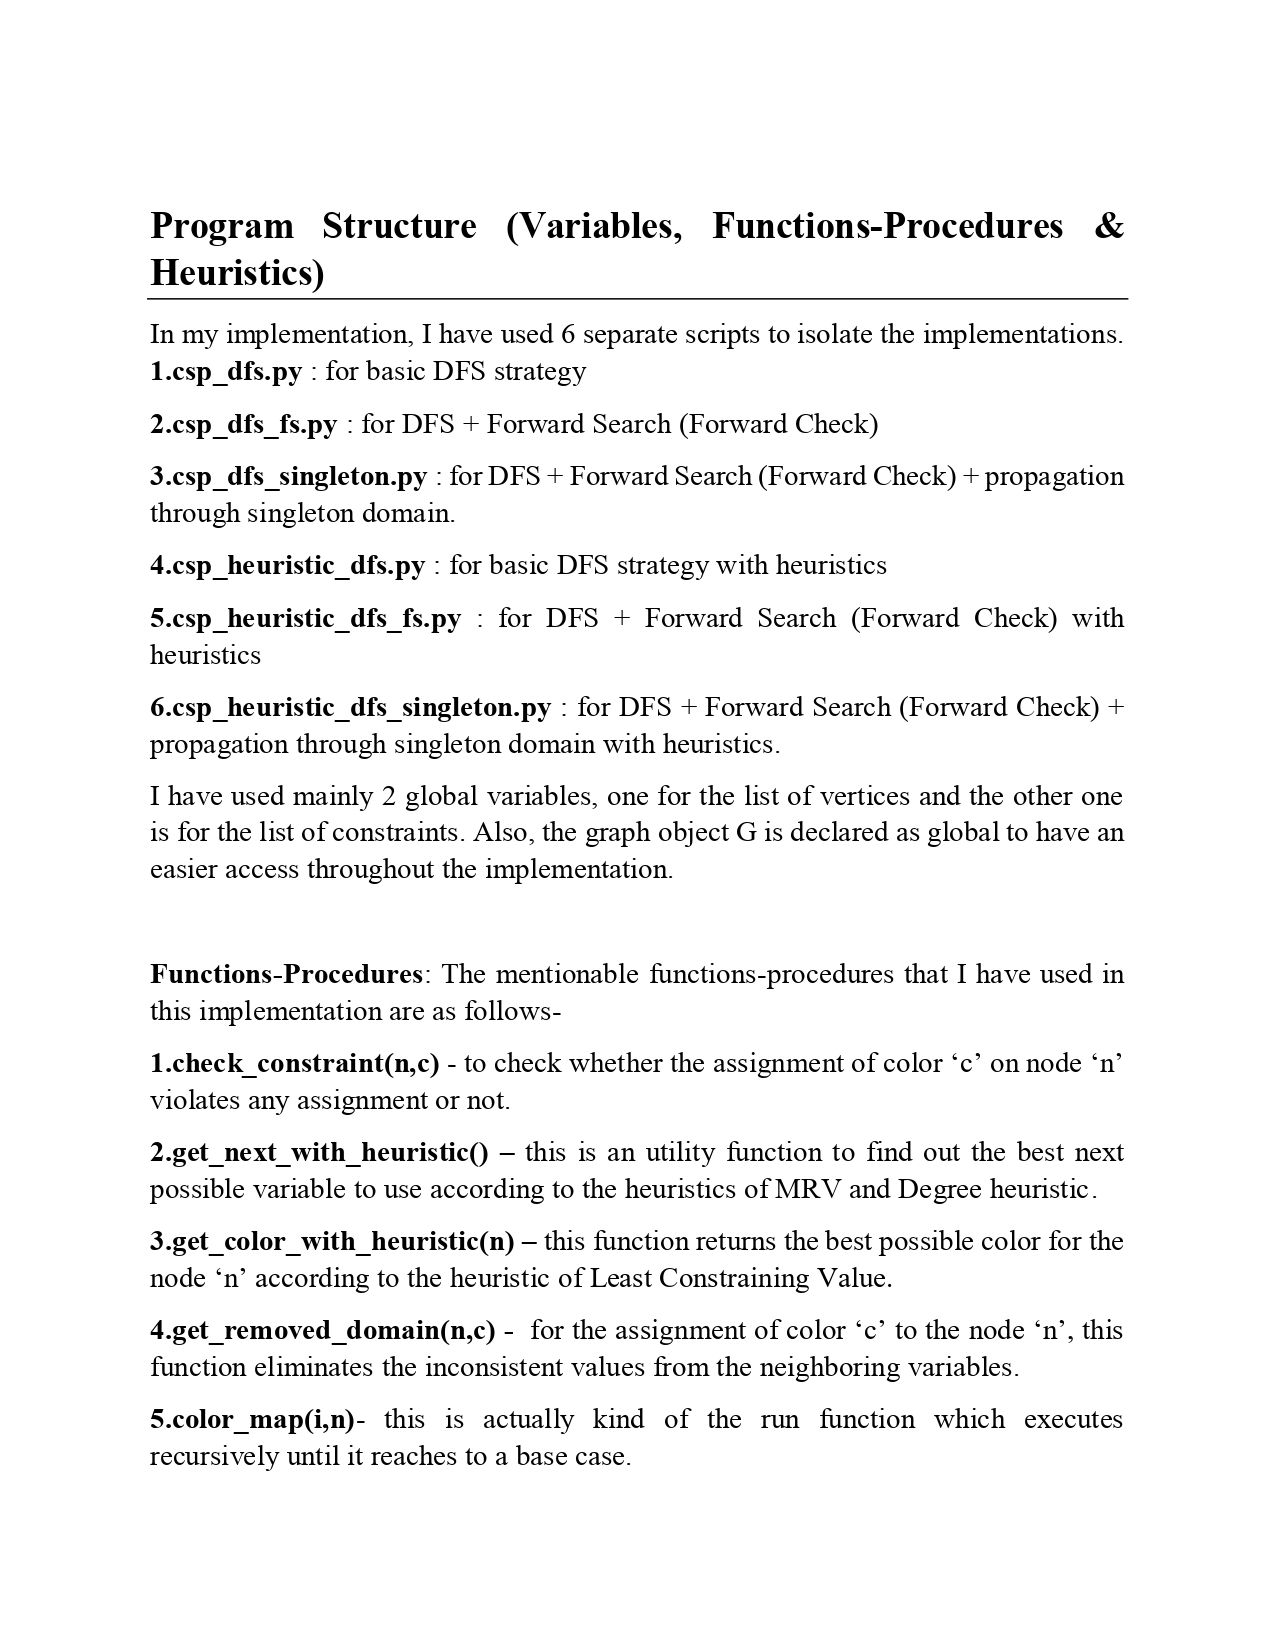 Program Structure (Variables, Functions-Procedures &
Heuristics)
In my implementation, I have used 6 separate scripts to isolate the implementations.
1.csp_dfs.py : for basic DFS strategy
2.csp_dfs_fs.py : for DFS + Forward Search (Forward Check)
3.csp_dfs_singleton.py : for DFS + Forward Search (Forward Check) + propagation
through singleton domain.
4.csp_heuristic_dfs.py : for basic DFS strategy with heuristics
5.csp_heuristic_dfs_fs.py : for DFS + Forward Search (Forward Check) with
heuristics
6.csp_heuristic_dfs_singleton.py : for DFS + Forward Search (Forward Check) +
propagation through singleton domain with heuristics.
I have used mainly 2 global variables, one for the list of vertices and the other one
is for the list of constraints. Also, the graph object G is declared as global to have an
easier access throughout the implementation.
Functions-Procedures: The mentionable functions-procedures that I have used in
this implementation are as follows-
1.check_constraint(n,c) - to check whether the assignment of color ‘c’ on node ‘n’
violates any assignment or not.
2.get_next_with_heuristic() – this is an utility function to find out the best next
possible variable to use according to the heuristics of MRV and Degree heuristic.
3.get_color_with_heuristic(n) – this function returns the best possible color for the
node ‘n’ according to the heuristic of Least Constraining Value.
4.get_removed_domain(n,c) - for the assignment of color ‘c’ to the node ‘n’, this
function eliminates the inconsistent values from the neighboring variables.
5.color_map(i,n)- this is actually kind of the run function which executes
recursively until it reaches to a base case.